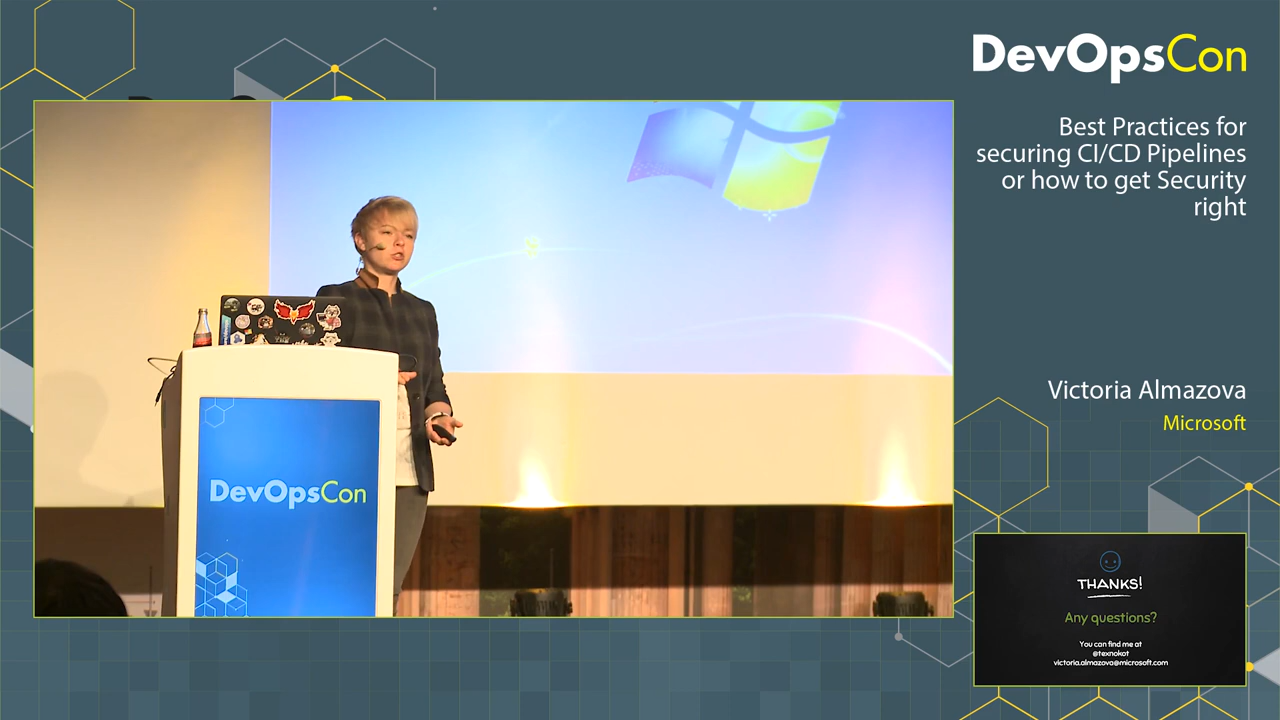 DevOpsCon
Best Practices for
securing CI/CD Pipelines
or how to get Security
right
Victoria Almazova
Microsoft
DevOpsCon
THANKS!
Any questions?
You can find me at
@texnokot
victoria.almazova@microsoft.com